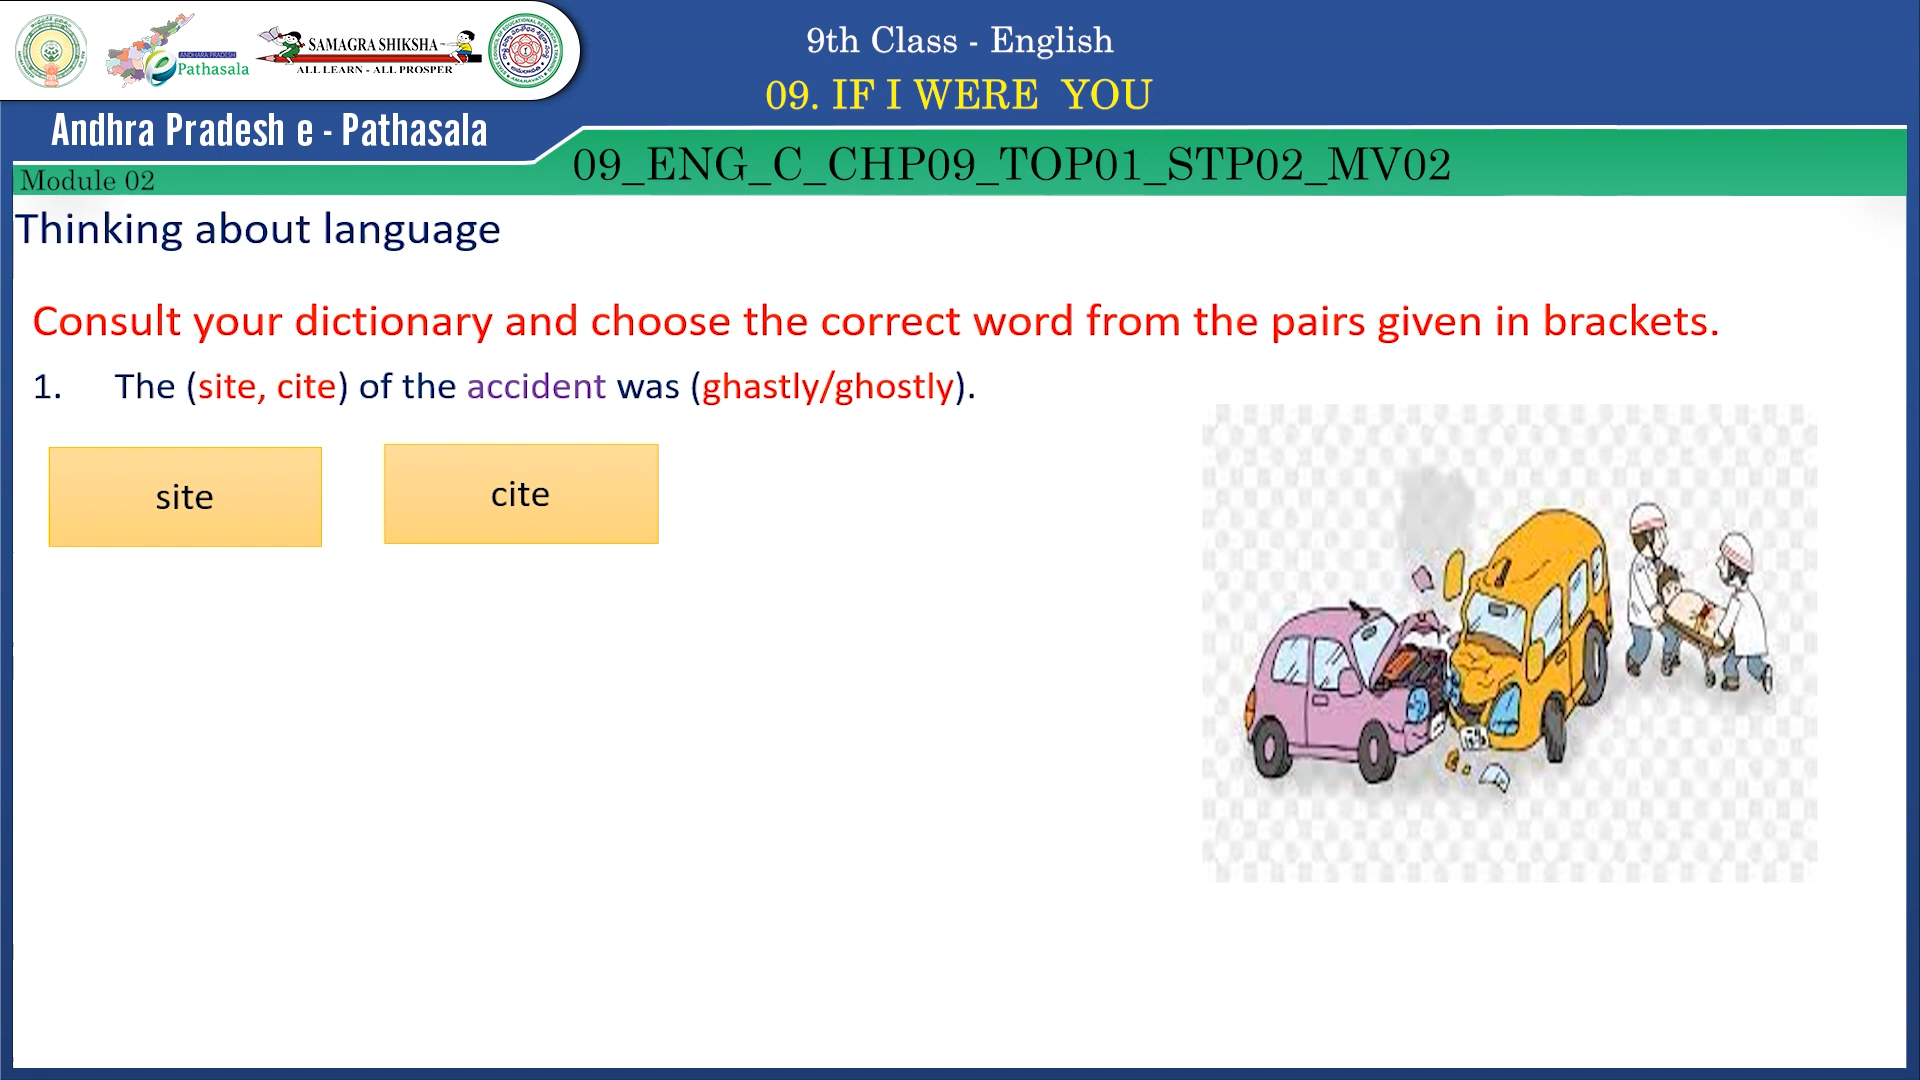 ANDHRA PRADESH
Pathasala
SAMAGRA SHIKSHA
ALL LEARN - ALL PROSPER
9th Class - English
09. IF I WERE YOU
Andhra Pradesh e - Pathasala
Module 02
09_ENG_C_CHP09_TOP01_STP02_MV02
Thinking about language
Consult your dictionary and choose the correct word from the pairs given in brackets.
1. The (site, cite) of the accident was (ghastly/ghostly).
site
cite